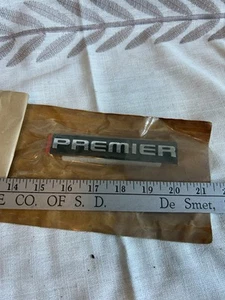 PREMIER
14 15 16 17 18 19 20 21
E CO. OF S. D. De Smet,